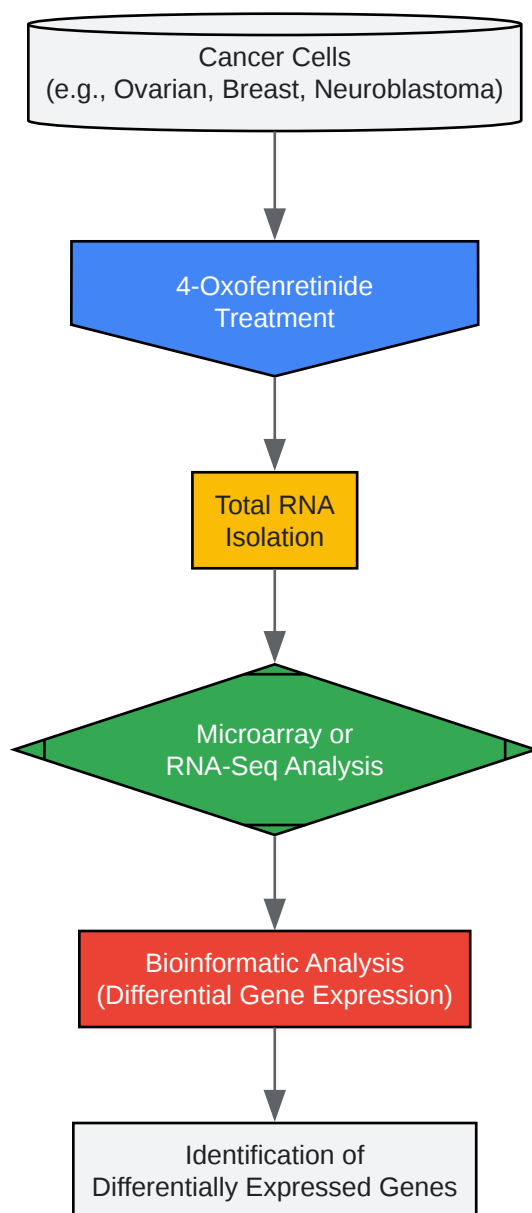 Cancer Cells
(e.g., Ovarian, Breast, Neuroblastoma)
4-Oxofenretinide
Treatment
Total RNA
Isolation
Microarray or
RNA-Seq Analysis
Bioinformatic Analysis
(Differential Gene Expression)
Identification of
Differentially Expressed Genes